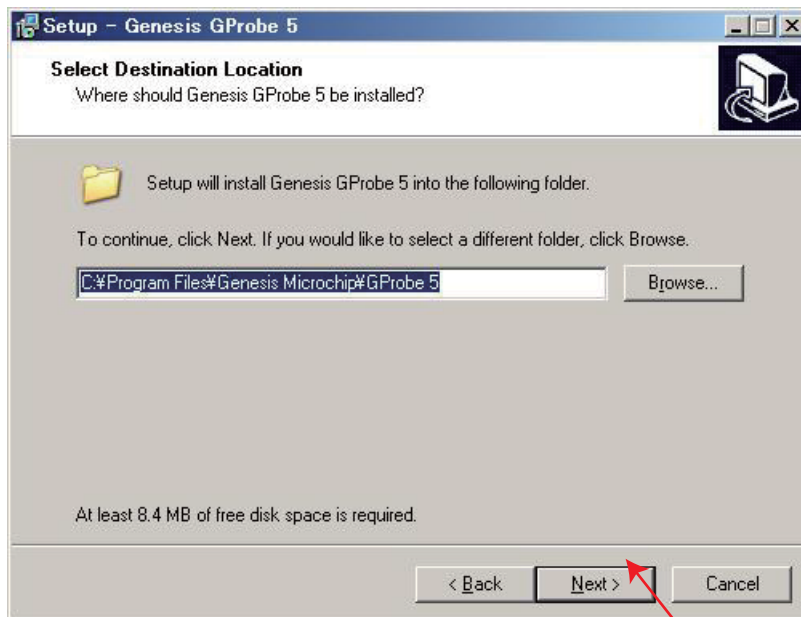 Setup - Genesis GProbe 5
Select Destination Location
Where should Genesis GProbe 5 be installed?
Setup will install Genesis GProbe 5 into the following folder.
To continue, click Next. If you would like to select a different folder, click Browse.
C:¥Program Files¥Genesis Microchip¥GProbe 5
Browse...
At least 8.4 MB of free disk space is required.
< Back
Next >
Cancel